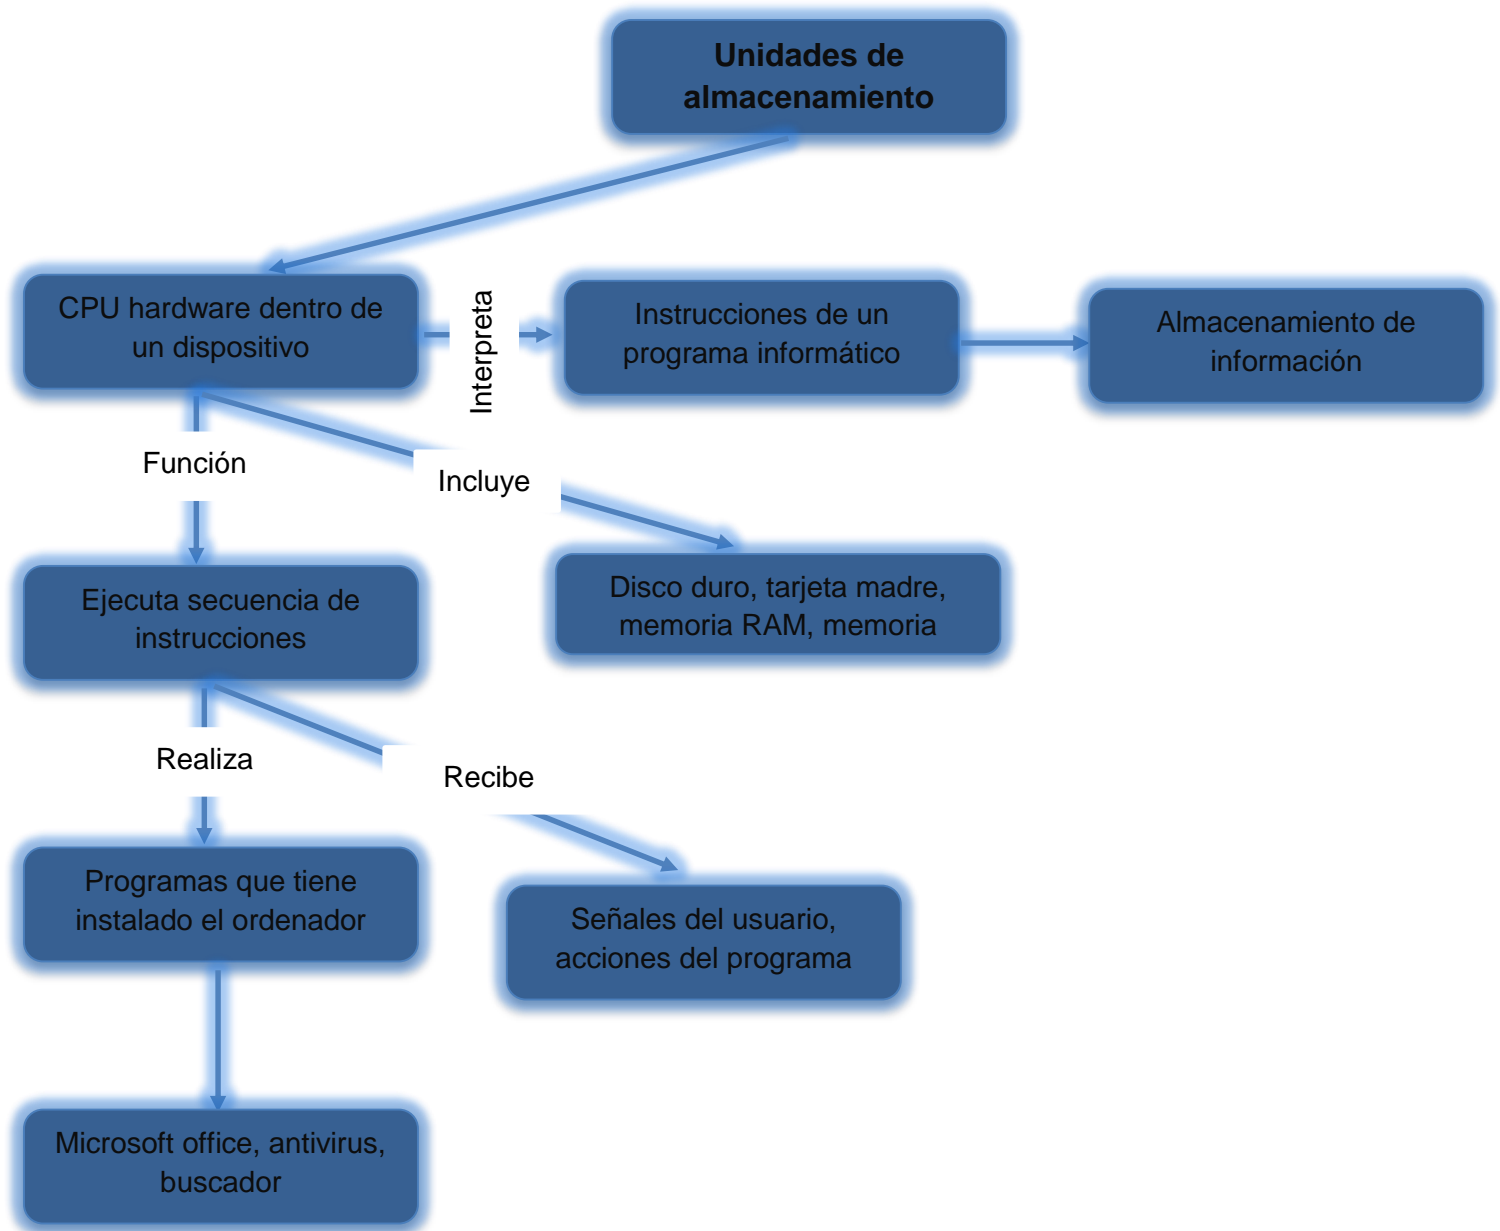 Unidades de
almacenamiento
CPU hardware dentro de
un dispositivo
Interpreta
Instrucciones de un
programa informático
Almacenamiento de
información
Función
Incluye
Ejecuta secuencia de
instrucciones
Disco duro, tarjeta madre,
memoria RAM, memoria
Realiza
Recibe
Programas que tiene
instalado el ordenador
Señales del usuario,
acciones del programa
Microsoft office, antivirus,
buscador